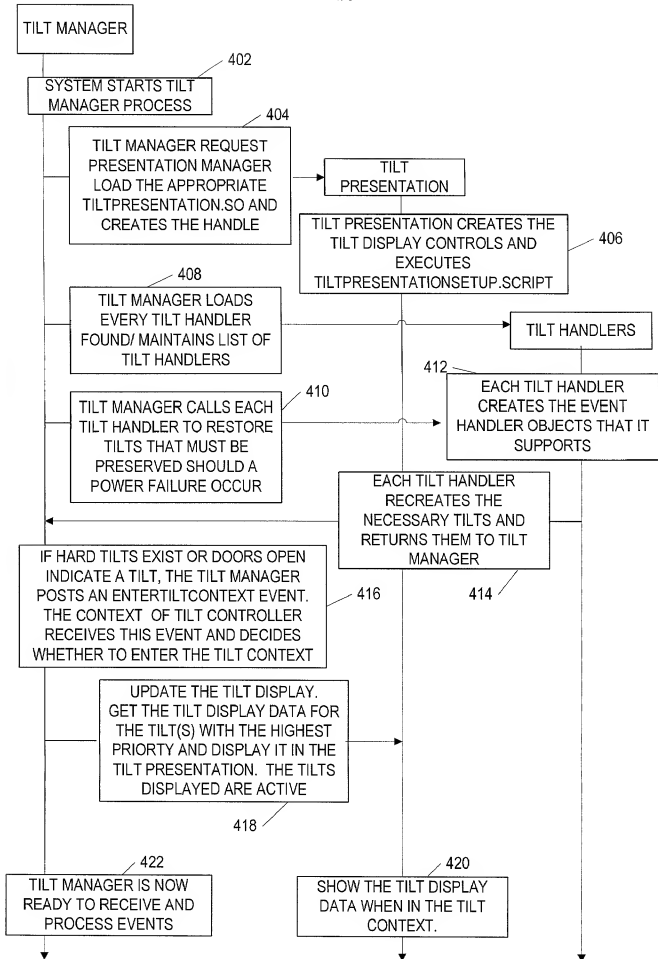 TILT MANAGER
402
SYSTEM STARTS TILT
MANAGER PROCESS
404
TILT MANAGER REQUEST
PRESENTATION MANAGER
LOAD THE APPROPRIATE
TILTPRESENTATION.SO AND
CREATES THE HANDLE
TILT
PRESENTATION
TILT PRESENTATION CREATES THE
TILT DISPLAY CONTROLS AND
EXECUTES
TILTPRESENTATIONSETUP.SCRIPT
406
408
TILT MANAGER LOADS
EVERY TILT HANDLER
FOUND/ MAINTAINS LIST OF
TILT HANDLERS
TILT HANDLERS
412
EACH TILT HANDLER
CREATES THE EVENT
HANDLER OBJECTS THAT IT
SUPPORTS
410
TILT MANAGER CALLS EACH
TILT HANDLER TO RESTORE
TILTS THAT MUST BE
PRESERVED SHOULD A
POWER FAILURE OCCUR
EACH TILT HANDLER
RECREATES THE
NECESSARY TILTS AND
RETURNS THEM TO TILT
MANAGER
414
IF HARD TILTS EXIST OR DOORS OPEN
INDICATE A TILT, THE TILT MANAGER
POSTS AN ENTERTILTCONTEXT EVENT.
THE CONTEXT OF TILT CONTROLLER
RECEIVES THIS EVENT AND DECIDES
WHETHER TO ENTER THE TILT CONTEXT
416
UPDATE THE TILT DISPLAY.
GET THE TILT DISPLAY DATA FOR
THE TILT(S) WITH THE HIGHEST
PRIORTY AND DISPLAY IT IN THE
TILT PRESENTATION. THE TILTS
DISPLAYED ARE ACTIVE
418
422
TILT MANAGER IS NOW
READY TO RECEIVE AND
PROCESS EVENTS
420
SHOW THE TILT DISPLAY
DATA WHEN IN THE TILT
CONTEXT.